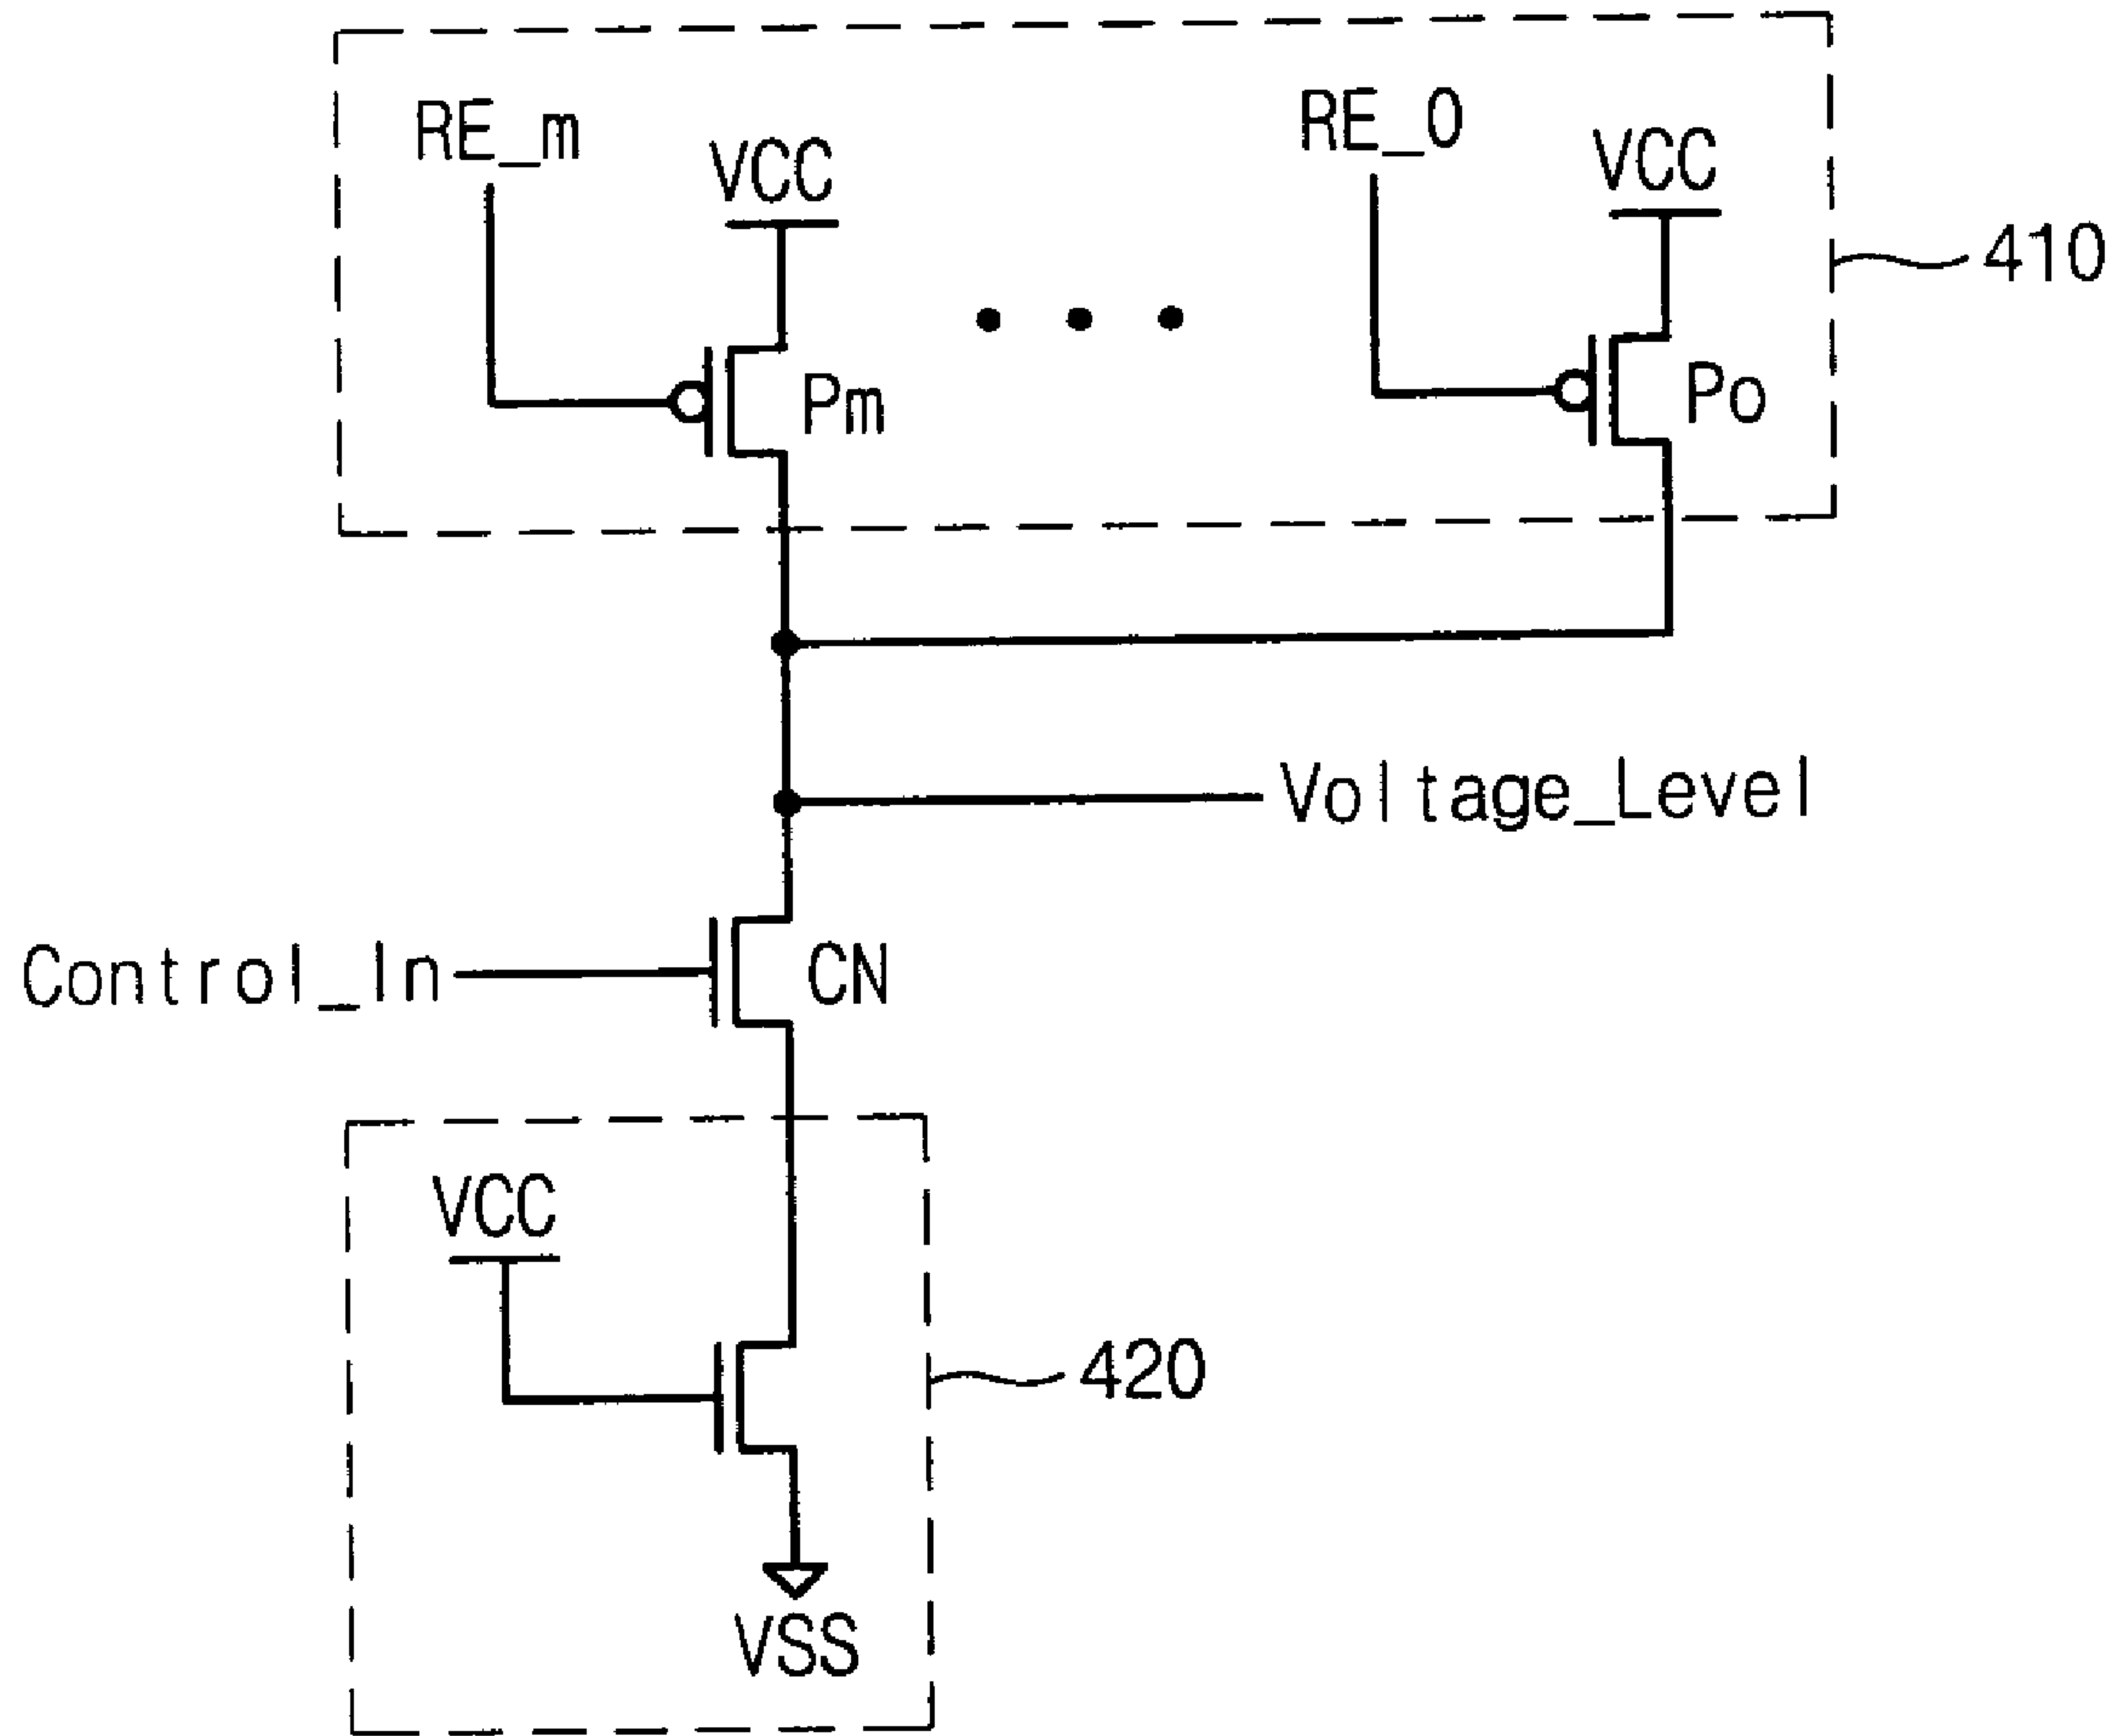 RE_m
VCC
RE_0
VCC
410
Pm
Po
Voltage_Level
Control_In
CN
VCC
420
VSS